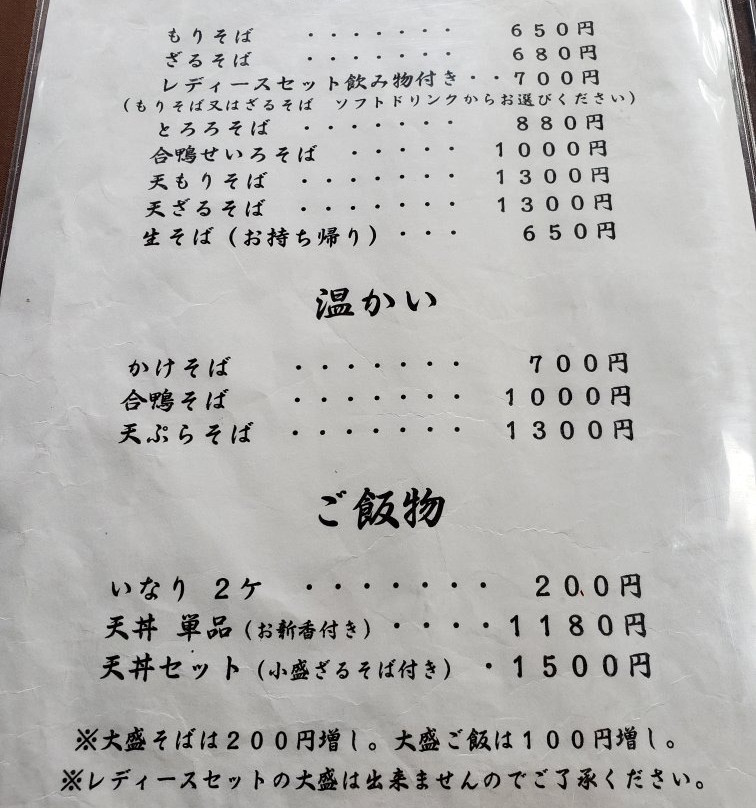 もりそば ・・・・・・・ 650円
ざるそば ・・・・・・・ 680円
レディースセット飲み物付き・・700円
(もりそば又はざるそば ソフトドリンクからお選びください)
とろろそば ・・・・・・・ 880円
合鴨せいろそば ・・・・・ 1000円
天もりそば ・・・・・・・ 1300円
天ざるそば ・・・・・・・ 1300円
生そば(お持ち帰り)・・・ 650円
温かい
かけそば ・・・・・・・ 700円
合鴨そば ・・・・・・・ 1000円
天ぷらそば ・・・・・・・ 1300円
ご飯物
いなり 2ケ ・・・・・・・ 200円
天丼 単品(お新香付き)・・・・1180円
天丼セット(小盛ざるそば付き) ・1500円
※大盛そばは200円増し。大盛ご飯は100円増し。
※レディースセットの大盛は出来ませんのでご了承ください。